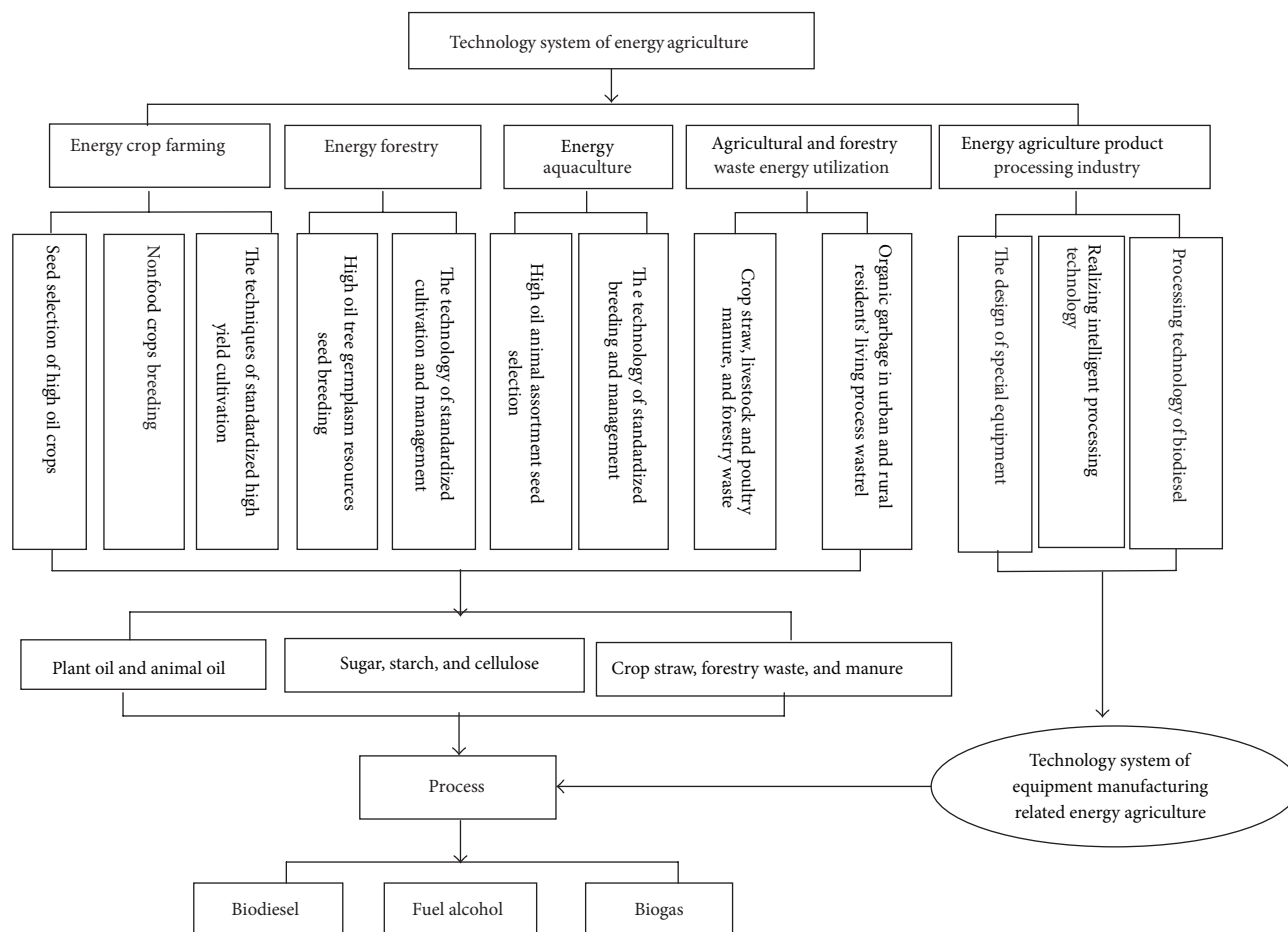 Technology system of energy agriculture
Energy crop farming
Energy forestry
Energy
aquaculture
Agricultural and forestry
waste energy utilization
Energy agriculture product
processing industry
Seed selection of high oil crops
Nonfood crops breeding
The techniques of standardized high
yield cultivation
High oil tree germplasm resources
seed breeding
The technology of standardized
cultivation and management
High oil animal assortment seed
selection
The technology of standardized
breeding and management
Crop straw, livestock and poultry
manure, and forestry waste
Organic garbage in urban and rural
residents' living process wastrel
The design of special equipment
Realizing intelligent processing
technology
Processing technology of biodiesel
Plant oil and animal oil
Sugar, starch, and cellulose
Crop straw, forestry waste, and manure
Process
Technology system of
equipment manufacturing
related energy agriculture
Biodiesel
Fuel alcohol
Biogas